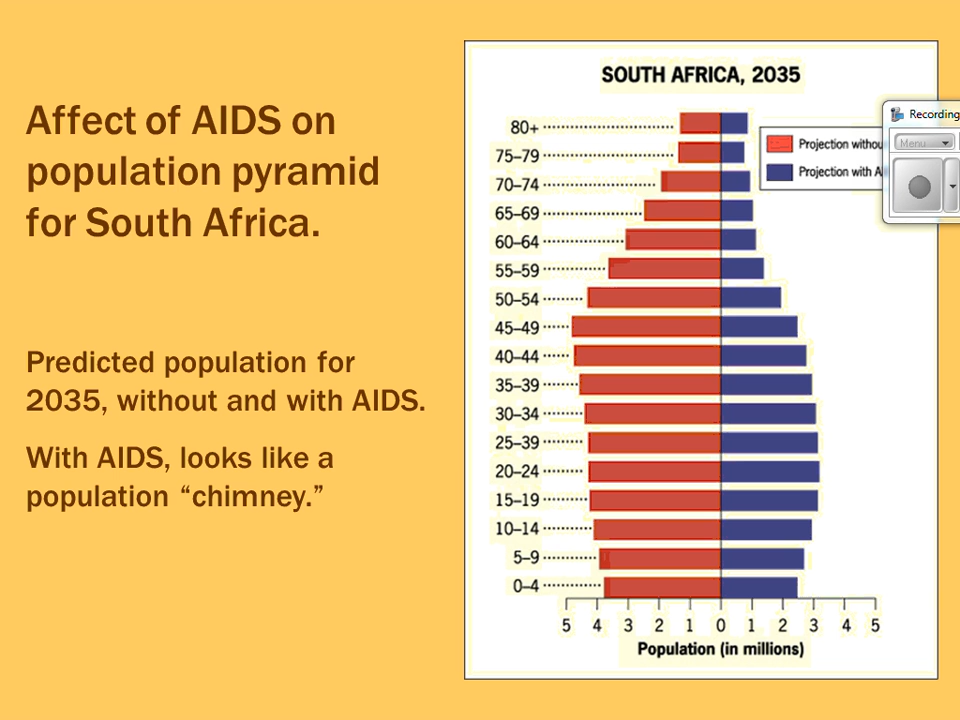 Affect of AIDS on
population pyramid
for South Africa.
Predicted population for
2035, without and with AIDS.
With AIDS, looks like a
population “chimney.”
SOUTH AFRICA, 2035
80+
75–79
70–74
65–69
60–64
55–59
50–54
45–49
40–44
35–39
30–34
25–39
20–24
15–19
10–14
5–9
0–4
Projection
Projection with
Recording
Menu
5 4 3 2 1 0 1 2 3 4 5
Population (in millions)